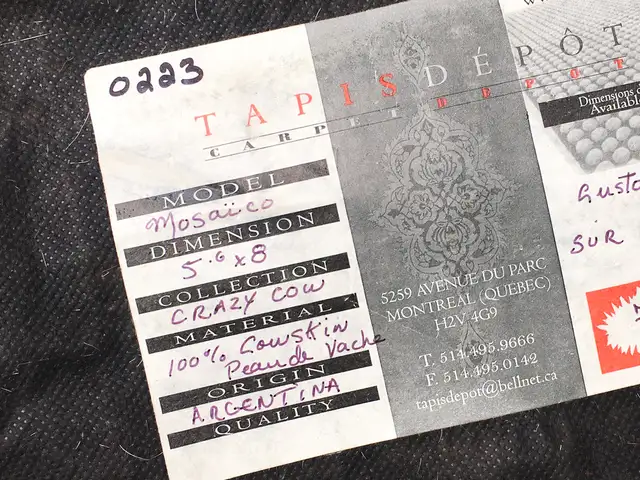 0223
TAPIS DÉPÔT
CARPET DEPOT
MODEL
Mosaïco
DIMENSION
5.6 x 8
COLLECTION
CRAZY COW
MATERIAL
100% Cowskin
Peau de Vache
ORIGIN
ARGENTINA
QUALITY
5259 AVENUE DU PARC
MONTREAL (QUEBEC)
H2V 4G9
T. 514.495.9666
F. 514.495.0142
tapisdepot@bellnet.ca
Dimensions
Available
SUR